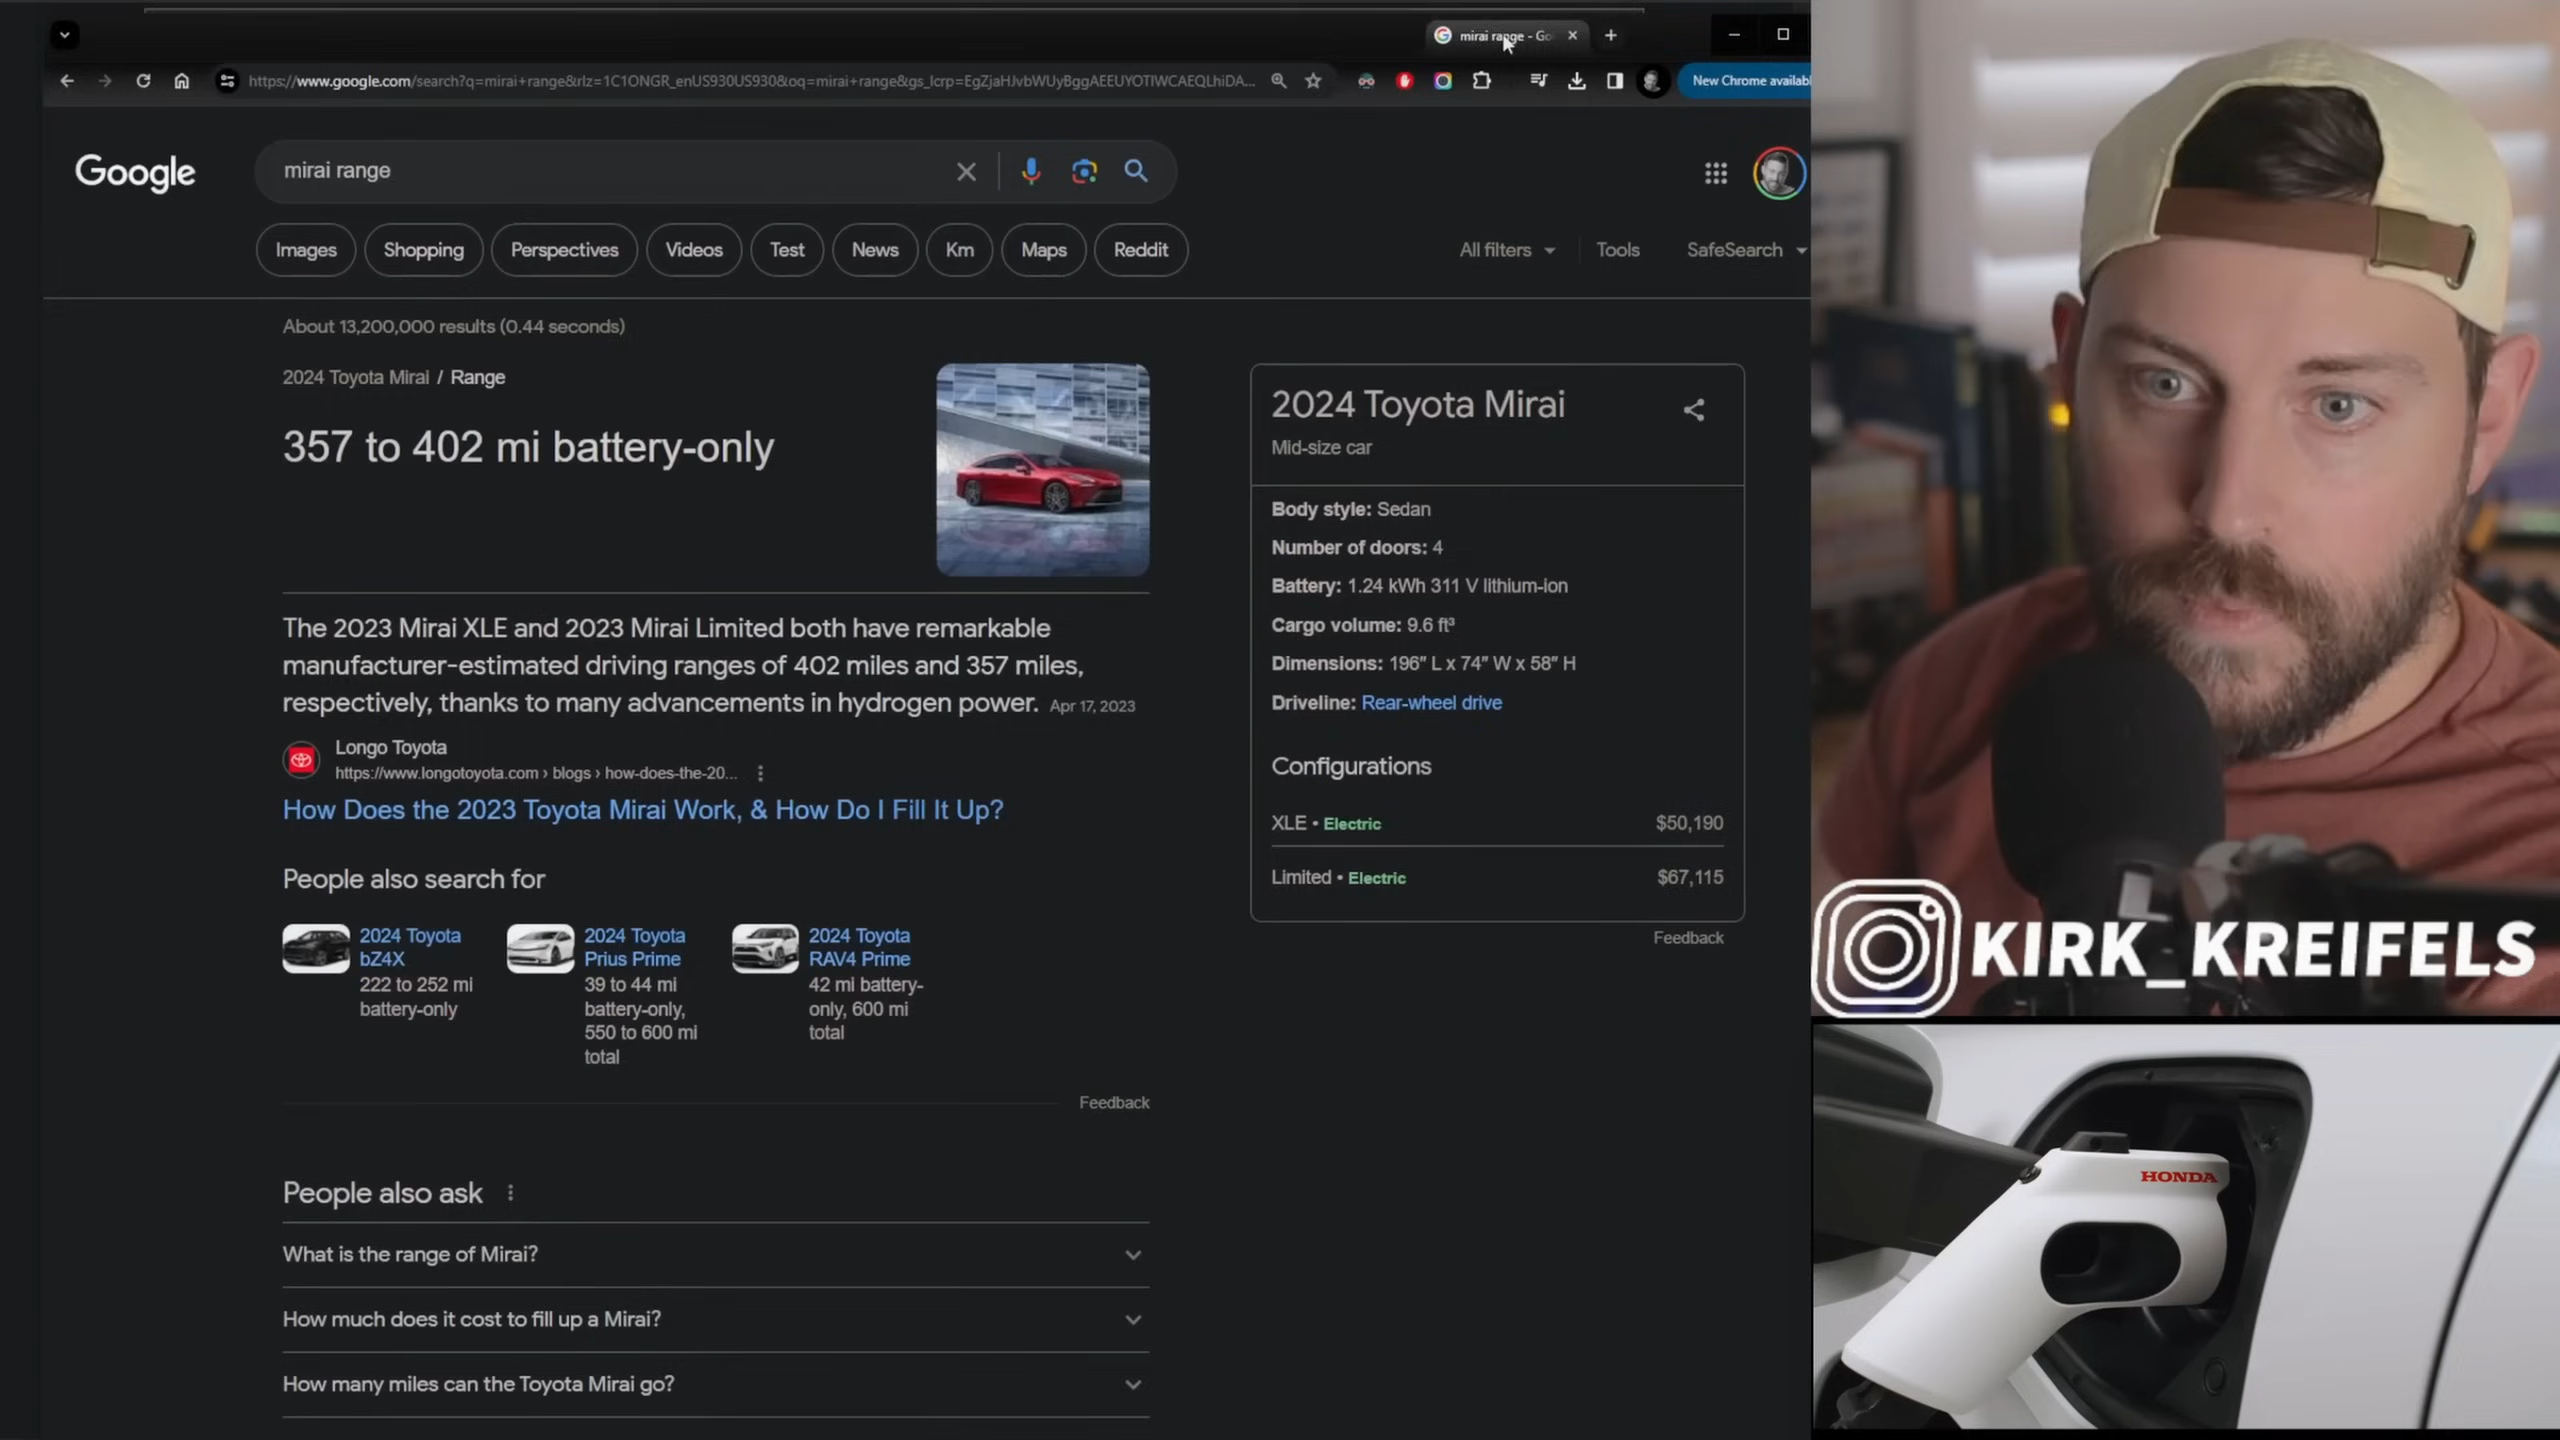 mirai range - Go
https://www.google.com/search?q=mirai+range&rlz=1C1ONGR_enUS930US930&oq=mirai+range&gs_lcrp=EgZjaHJvbWUyBggAEEUYOTIWCAEQLhiDA...
New Chrome availabl
Google
mirai range
Images
Shopping
Perspectives
Videos
Test
News
Km
Maps
Reddit
All filters
Tools
SafeSearch
About 13,200,000 results (0.44 seconds)
2024 Toyota Mirai / Range
357 to 402 mi battery-only
The 2023 Mirai XLE and 2023 Mirai Limited both have remarkable
manufacturer-estimated driving ranges of 402 miles and 357 miles,
respectively, thanks to many advancements in hydrogen power. Apr 17, 2023
Longo Toyota
https://www.longotoyota.com › blogs › how-does-the-20...
How Does the 2023 Toyota Mirai Work, & How Do I Fill It Up?
People also search for
2024 Toyota
bZ4X
222 to 252 mi
battery-only
2024 Toyota
Prius Prime
39 to 44 mi
battery-only,
550 to 600 mi
total
2024 Toyota
RAV4 Prime
42 mi battery-
only, 600 mi
total
Feedback
People also ask
What is the range of Mirai?
How much does it cost to fill up a Mirai?
How many miles can the Toyota Mirai go?
2024 Toyota Mirai
Mid-size car
Body style: Sedan
Number of doors: 4
Battery: 1.24 kWh 311 V lithium-ion
Cargo volume: 9.6 ft³
Dimensions: 196″ L x 74″ W x 58″ H
Driveline: Rear-wheel drive
Configurations
XLE • Electric $50,190
Limited • Electric $67,115
Feedback
KIRK_KREIFELS
HONDA